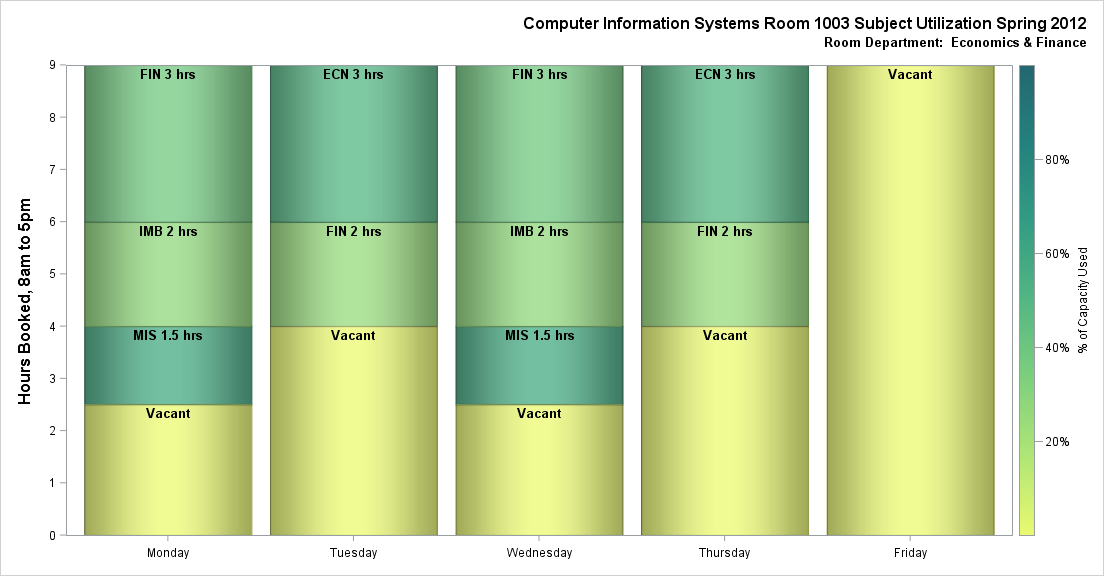 Computer Information Systems Room 1003 Subject Utilization Spring 2012
Room Department: Economics & Finance
Hours Booked, 8am to 5pm
9
8
7
6
5
4
3
2
1
0
FIN 3 hrs
IMB 2 hrs
MIS 1.5 hrs
Vacant
ECN 3 hrs
FIN 2 hrs
Vacant
FIN 3 hrs
IMB 2 hrs
MIS 1.5 hrs
Vacant
ECN 3 hrs
FIN 2 hrs
Vacant
Vacant
Monday
Tuesday
Wednesday
Thursday
Friday
80%
60%
40%
20%
% of Capacity Used